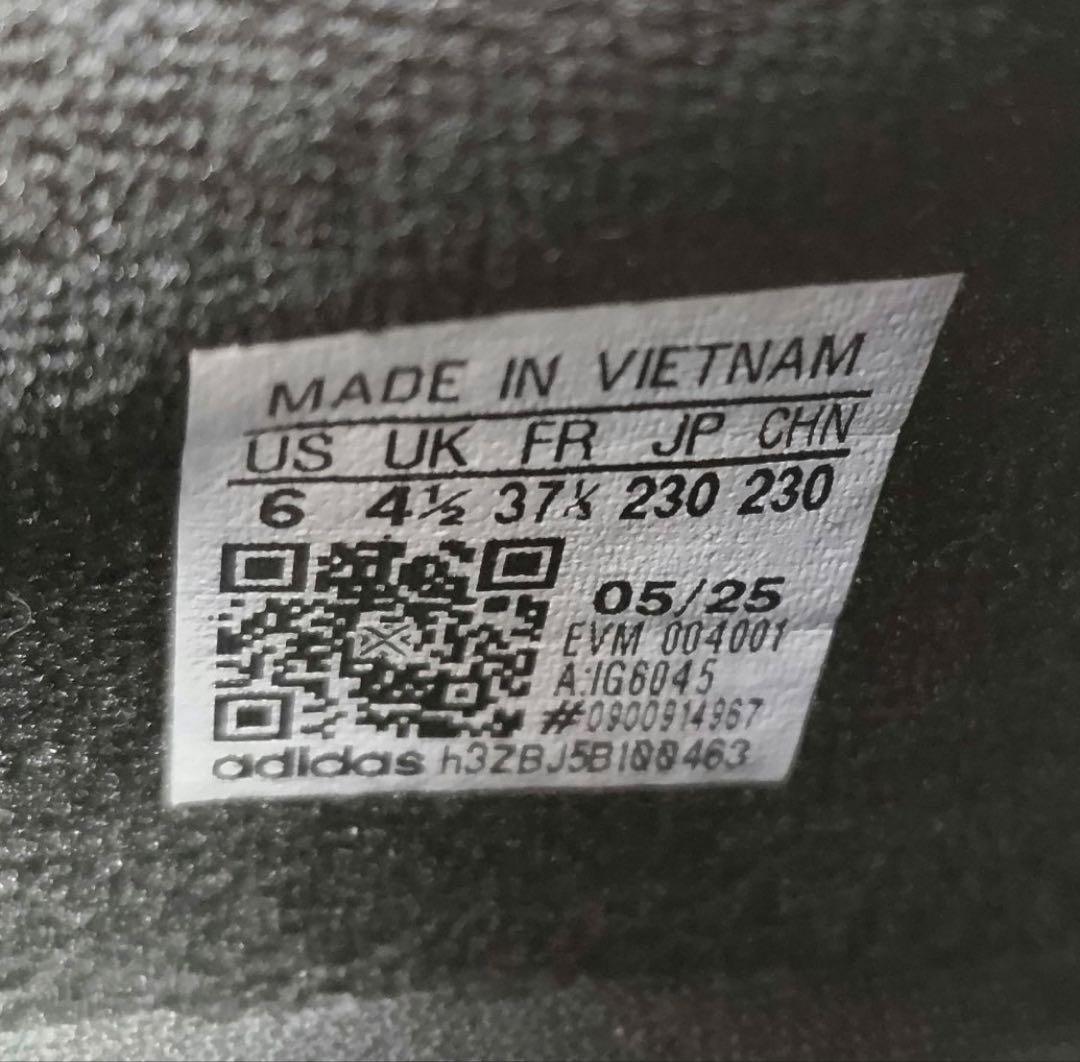 MADE IN VIETNAM
US UK FR JP CHN
6 4½ 37⅓ 230 230
05/25
EVM 004001
A:IG6045
#0900914967
adidas h3ZBJ5B100463